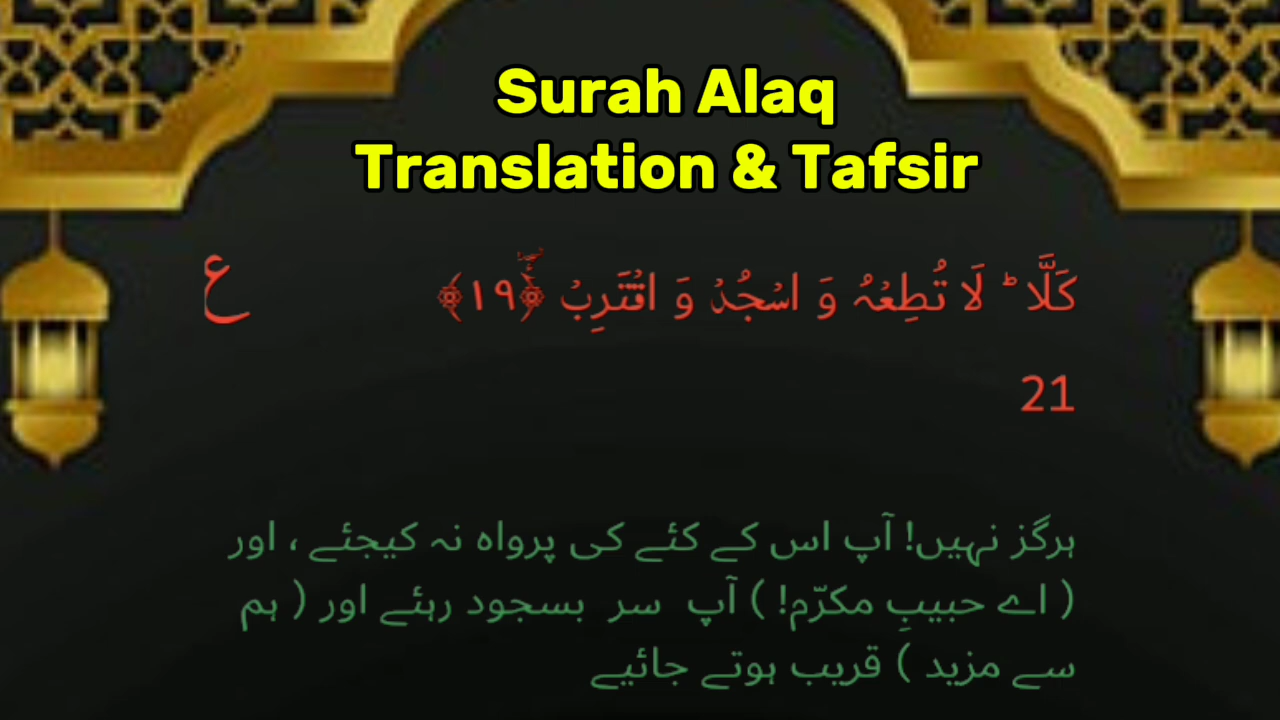 Surah Alaq
Translation & Tafsir
کَلَّا ؕ لَا تُطِعۡہُ وَ اسۡجُدۡ وَ اقۡتَرِبۡ ﴿۱۹﴾٪ٛ ع
21
ہرگز نہیں! آپ اس کے کئے کی پرواہ نہ کیجئے ، اور
( اے حبیبِ مکرّم! ) آپ سر بسجود رہئے اور ( ہم
سے مزید ) قریب ہوتے جائیے